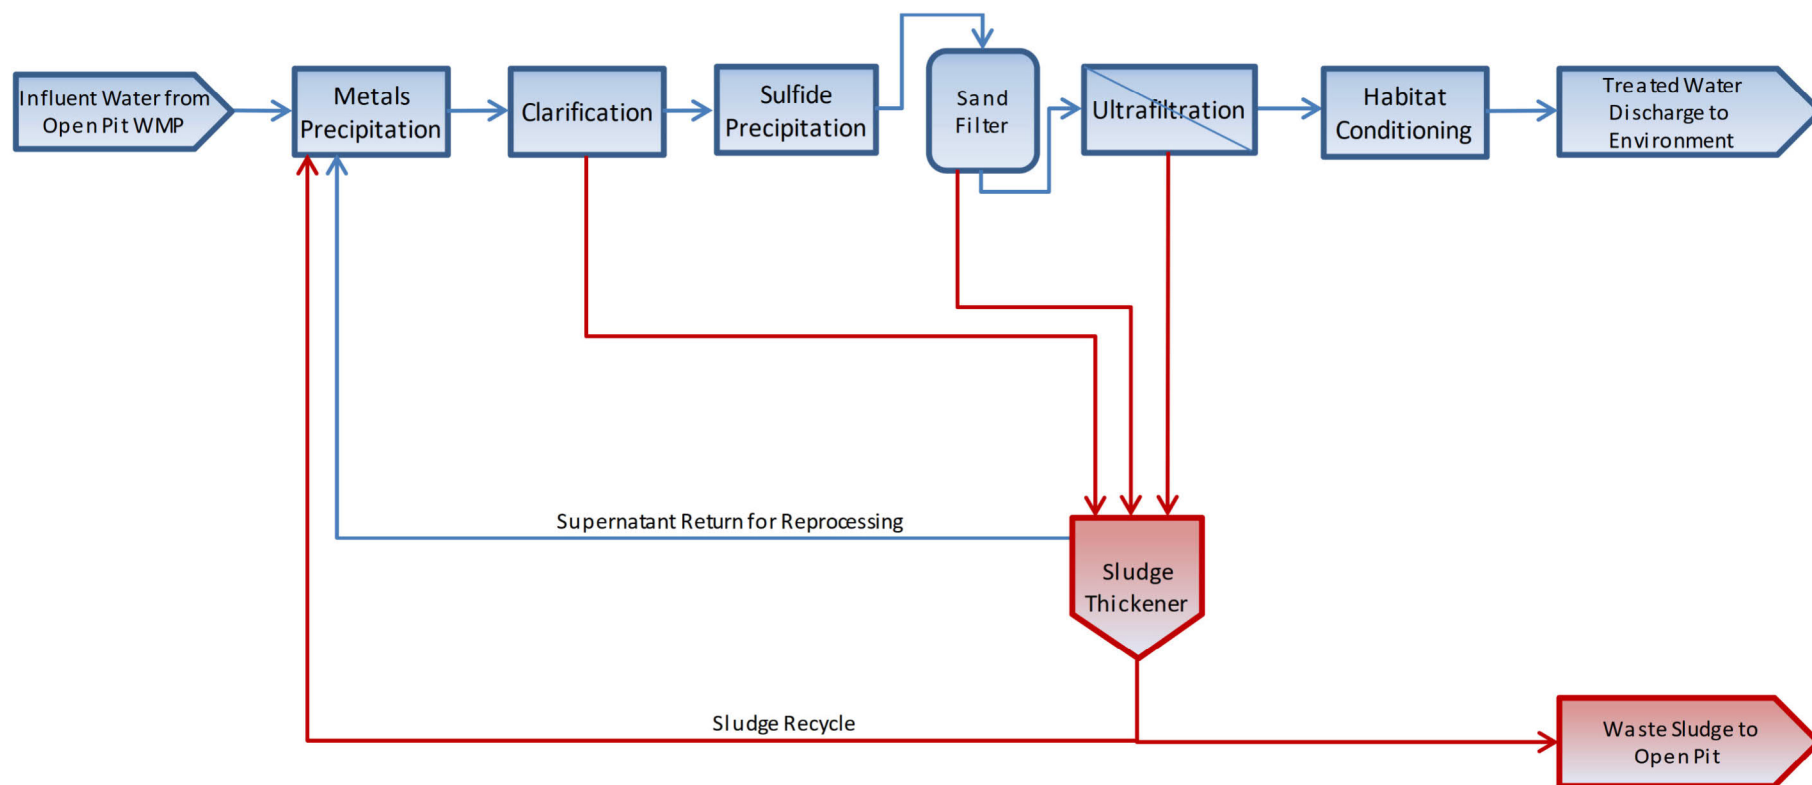 Influent Water from
Open Pit WMP
Metals
Precipitation
Clarification
Sulfide
Precipitation
Sand
Filter
Ultrafiltration
Habitat
Conditioning
Treated Water
Discharge to
Environment
Supernatant Return for Reprocessing
Sludge
Thickener
Sludge Recycle
Waste Sludge to
Open Pit